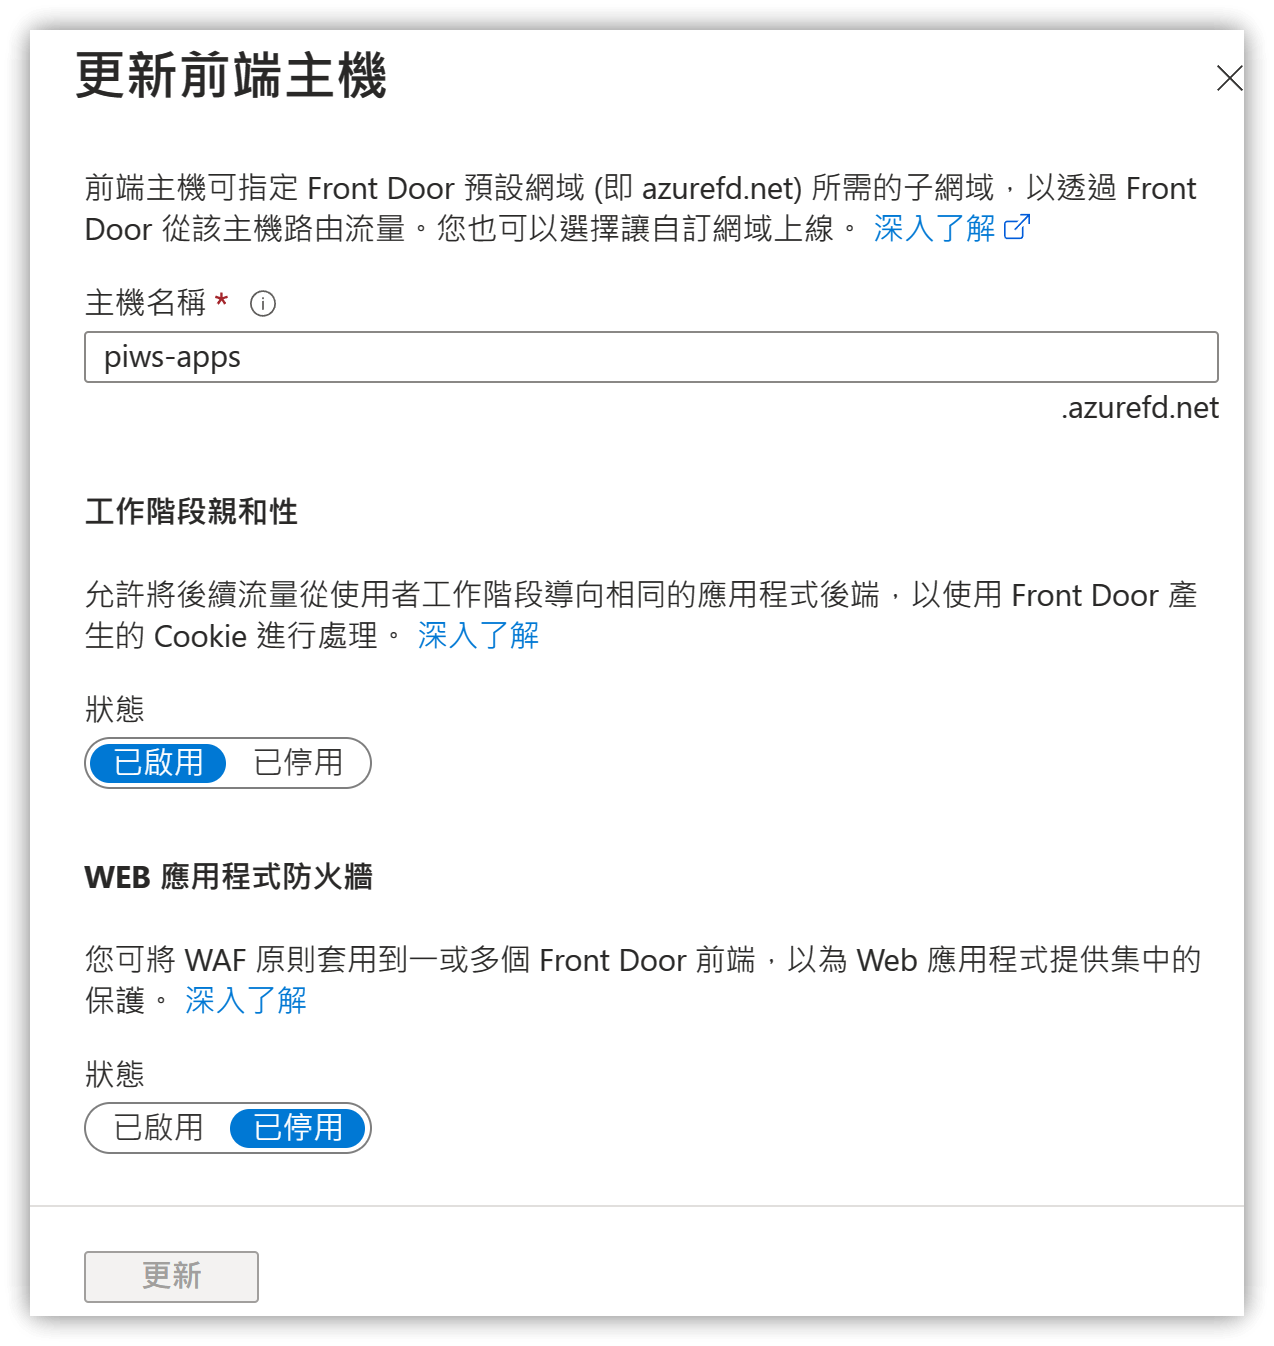 更新前端主機
前端主機可指定 Front Door 預設網域 (即 azurefd.net) 所需的子網域，以透過 Front
Door 從該主機路由流量。您也可以選擇讓自訂網域上線。 深入了解
主機名稱 *
piws-apps
.azurefd.net
工作階段親和性
允許將後續流量從使用者工作階段導向相同的應用程式後端，以使用 Front Door 產
生的 Cookie 進行處理。 深入了解
狀態
已啟用 已停用
WEB 應用程式防火牆
您可將 WAF 原則套用到一或多個 Front Door 前端，以為 Web 應用程式提供集中的
保護。 深入了解
狀態
已啟用 已停用
更新